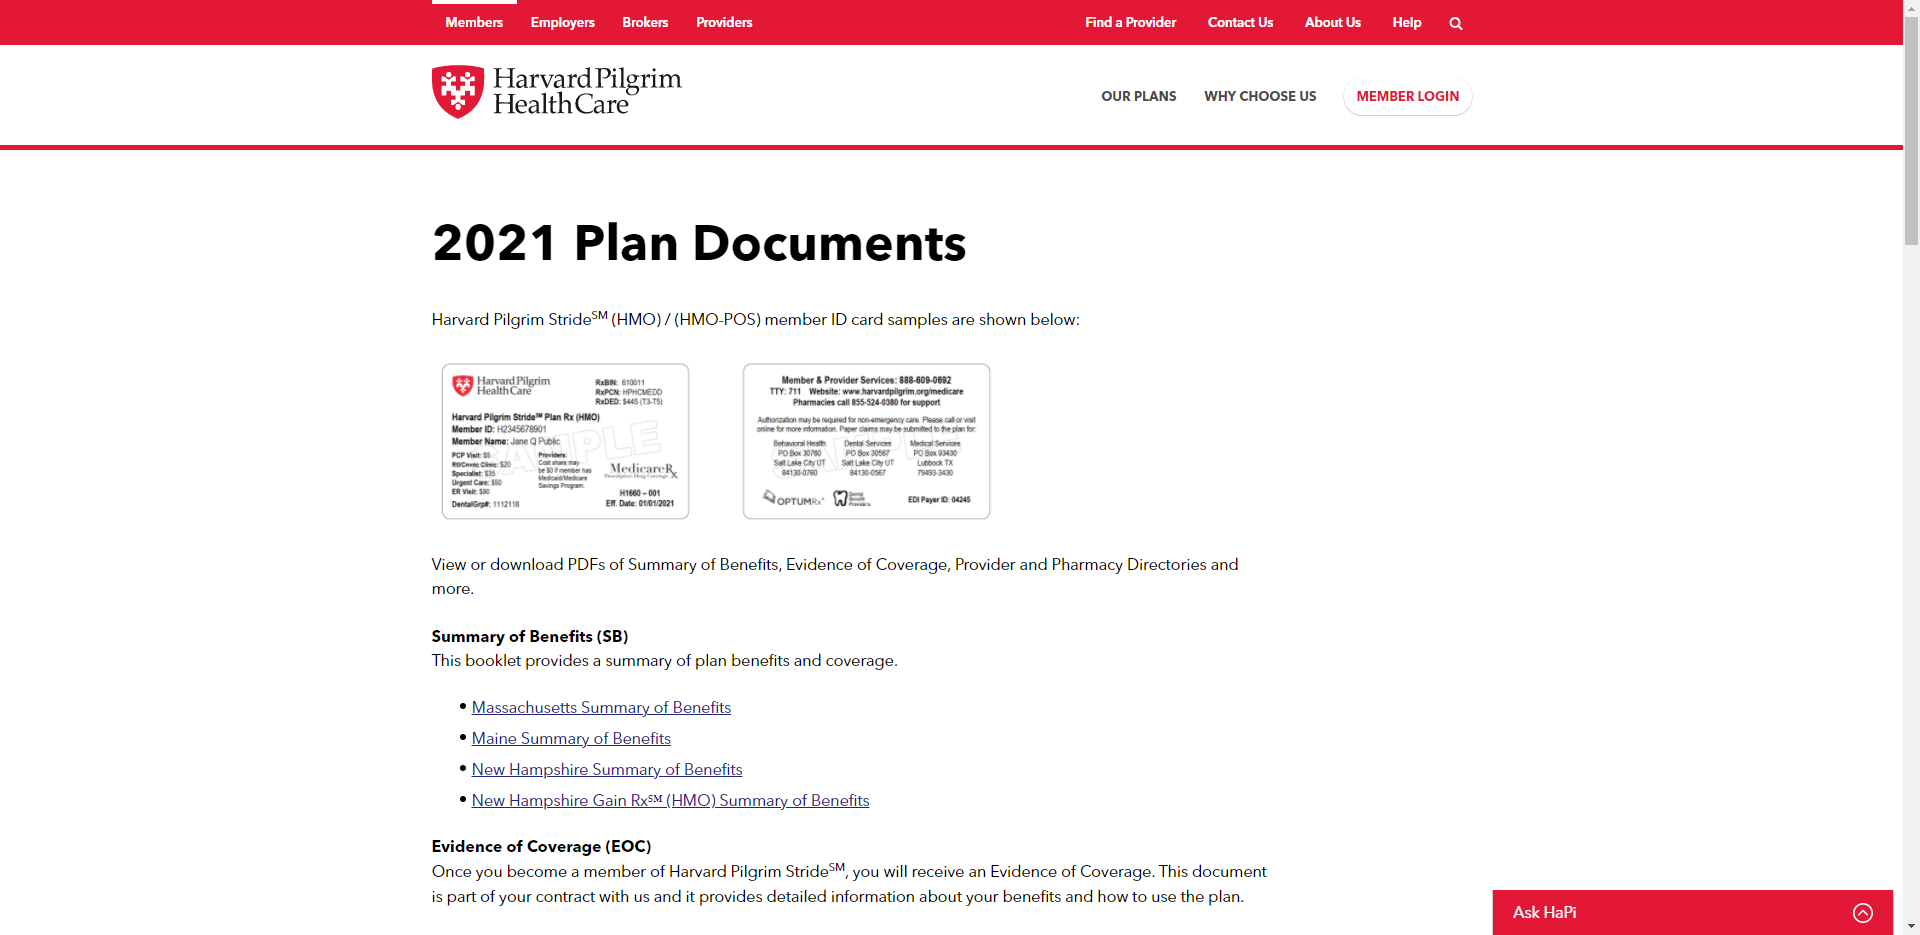 Members Employers Brokers Providers Find a Provider Contact Us About Us Help
Harvard Pilgrim
HealthCare
OUR PLANS WHY CHOOSE US MEMBER LOGIN
2021 Plan Documents
Harvard Pilgrim Stride℠ (HMO) / (HMO-POS) member ID card samples are shown below:
Harvard Pilgrim
HealthCare
RxBIN: 610011
RxPCN: HPHCMEDD
RxDED: $445 (T3-T5)
Harvard Pilgrim Stride℠ Plan Rx (HMO)
Member ID: H2345678901
Member Name: Jane Q Public
SAMPLE
PCP Visit: $5
Rtl/Cnvnc Clinic: $20
Specialist: $35
Urgent Care: $50
ER Visit: $90
DentalGrp#: 1112118
Providers:
Cost share may
be $0 if member has
Medicaid/Medicare
Savings Program.
MedicareRx
Prescription Drug Coverage
H1660 – 001
Eff. Date: 01/01/2021
Member & Provider Services: 888-609-0692
TTY: 711 Website: www.harvardpilgrim.org/medicare
Pharmacies call 855-524-0380 for support
Authorization may be required for non-emergency care. Please call or visit
online for more information. Paper claims may be submitted to the plan for:
SAMPLE
Behavioral Health
PO Box 30760
Salt Lake City UT
84130-0760
Dental Services
PO Box 30567
Salt Lake City UT
84130-0567
Medical Services
PO Box 93430
Lubbock TX
79493-3430
OPTUMRx
Dental
Benefit
Providers
EDI Payer ID: 04245
View or download PDFs of Summary of Benefits, Evidence of Coverage, Provider and Pharmacy Directories and
more.
Summary of Benefits (SB)
This booklet provides a summary of plan benefits and coverage.
• Massachusetts Summary of Benefits
• Maine Summary of Benefits
• New Hampshire Summary of Benefits
• New Hampshire Gain Rx℠ (HMO) Summary of Benefits
Evidence of Coverage (EOC)
Once you become a member of Harvard Pilgrim Stride℠, you will receive an Evidence of Coverage. This document
is part of your contract with us and it provides detailed information about your benefits and how to use the plan.
Ask HaPi